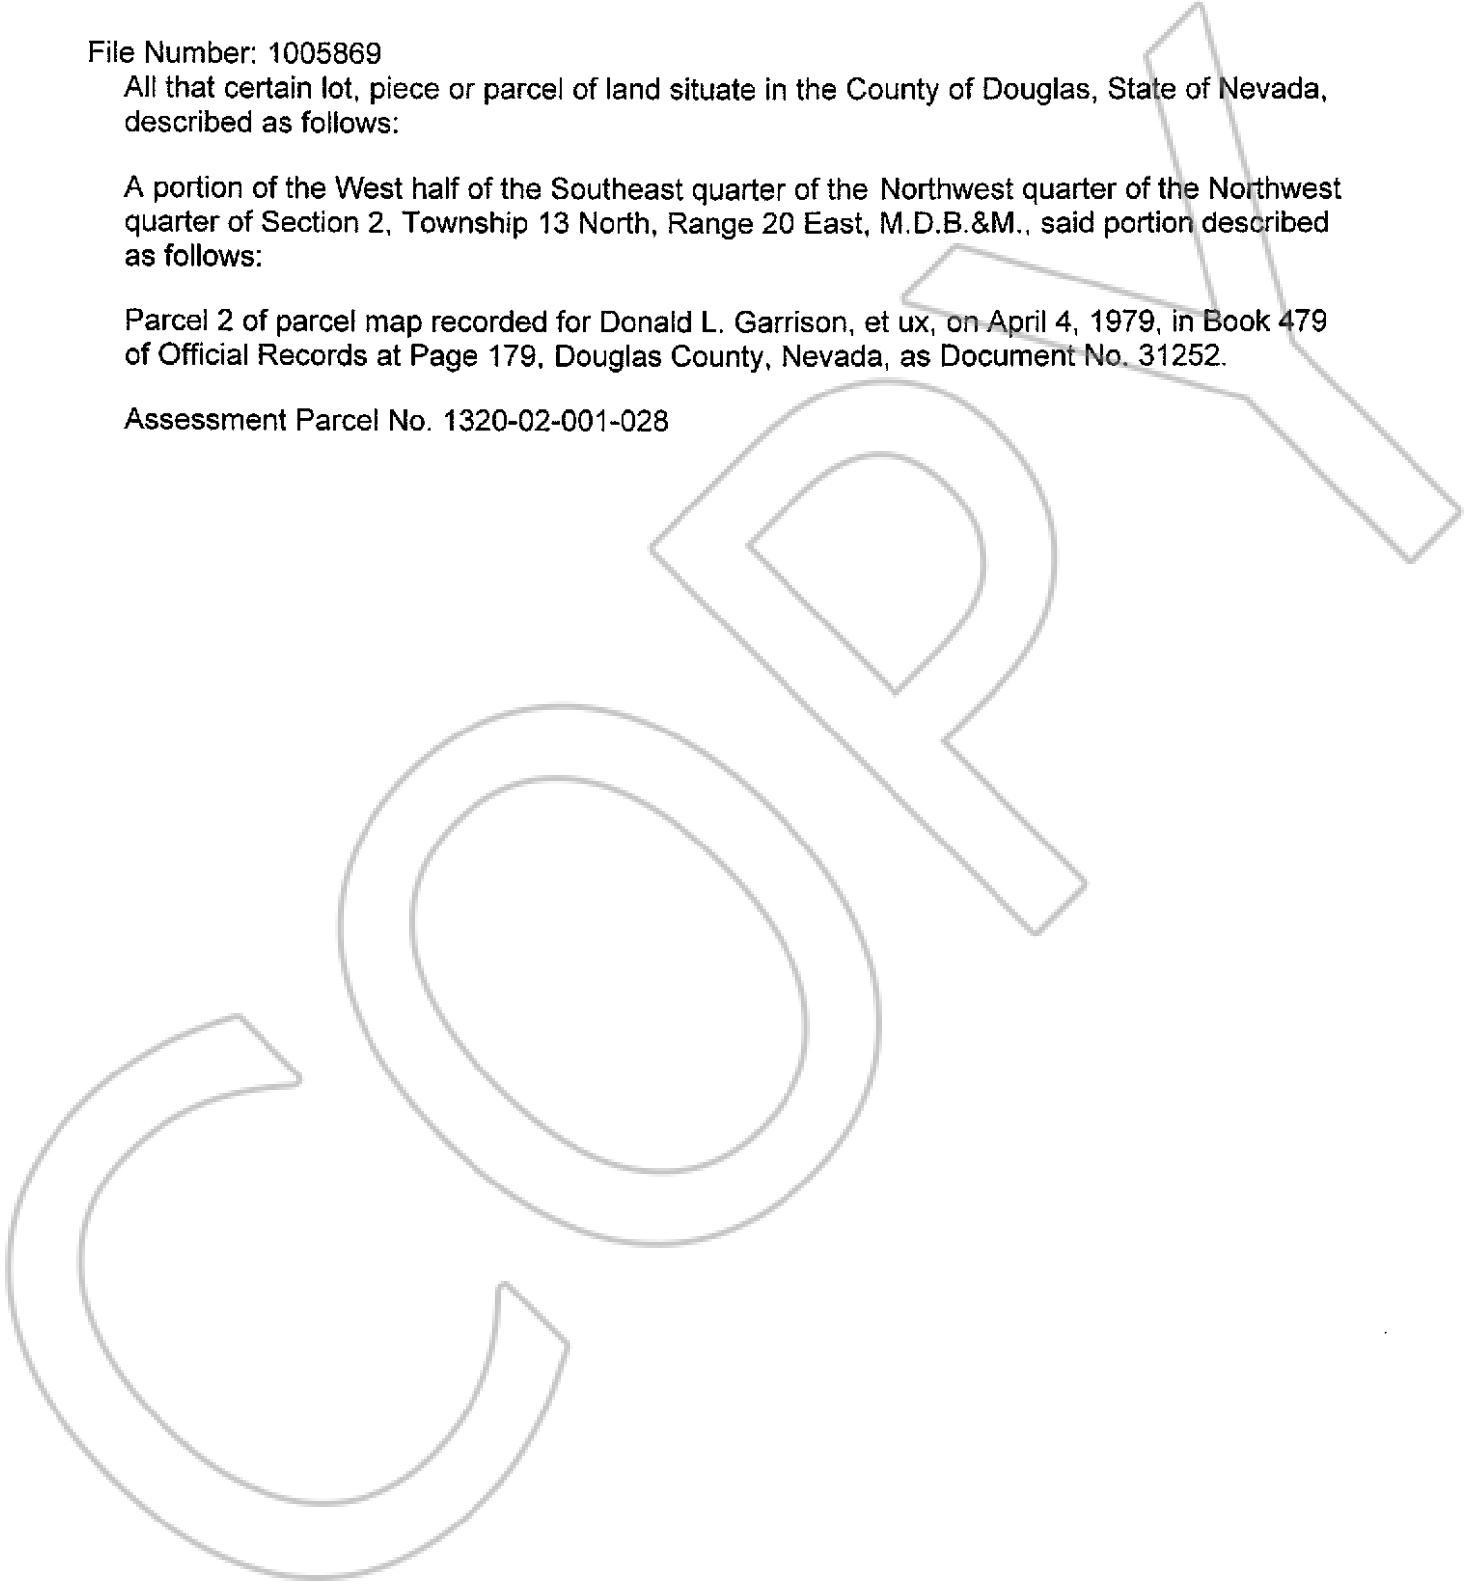 File Number: 1005869
All that certain lot, piece or parcel of land situate in the County of Douglas, State of Nevada,
described as follows:
A portion of the West half of the Southeast quarter of the Northwest quarter of the Northwest
quarter of Section 2, Township 13 North, Range 20 East, M.D.B.&M., said portion described
as follows:
Parcel 2 of parcel map recorded for Donald L. Garrison, et ux, on April 4, 1979, in Book 479
of Official Records at Page 179, Douglas County, Nevada, as Document No. 31252.
Assessment Parcel No. 1320-02-001-028
COPY